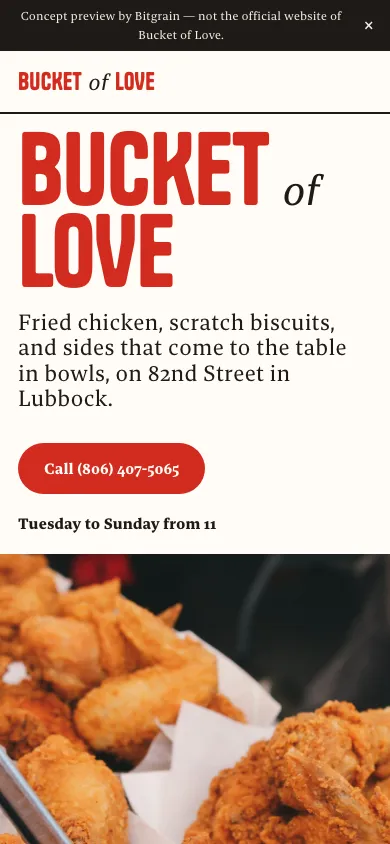 Concept preview by Bitgrain — not the official website of
Bucket of Love.
×
BUCKET of LOVE
BUCKET of
LOVE
Fried chicken, scratch biscuits,
and sides that come to the table
in bowls, on 82nd Street in
Lubbock.
Call (806) 407-5065
Tuesday to Sunday from 11